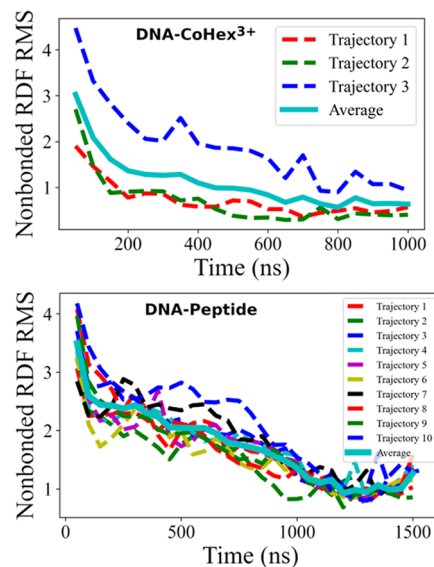 DNA-CoHex3+
Nonbonded RDF RMS
4
3
2
1
Trajectory 1
Trajectory 2
Trajectory 3
Average
200 400 600 800 1000
Time (ns)
DNA-Peptide
Nonbonded RDF RMS
4
3
2
1
Trajectory 1
Trajectory 2
Trajectory 3
Trajectory 4
Trajectory 5
Trajectory 6
Trajectory 7
Trajectory 8
Trajectory 9
Trajectory 10
Average
0 500 1000 1500
Time (ns)